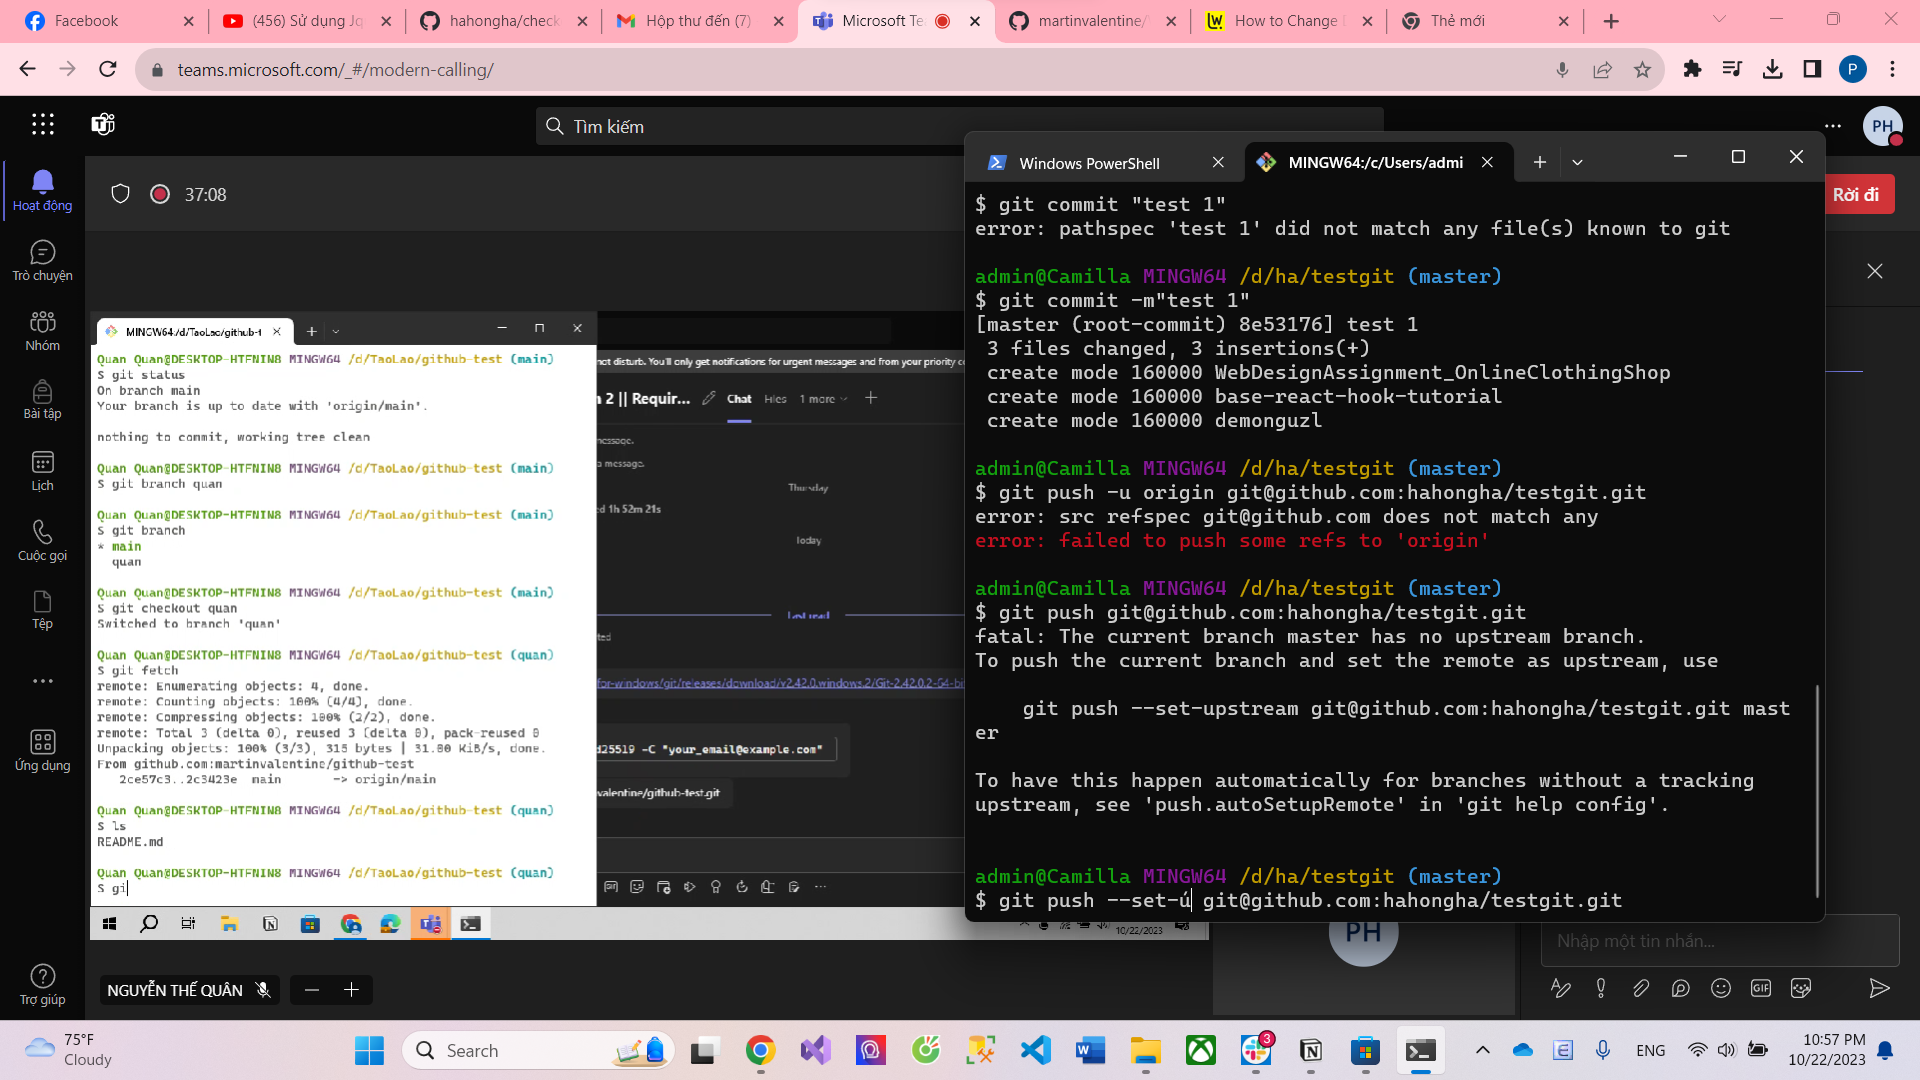 Facebook
(456) Sử dụng Jq
hahongha/check
Hộp thư đến (7)
Microsoft Te
martinvalentine/
How to Change
Thẻ mới
teams.microsoft.com/_#/modern-calling/
P
Tìm kiếm
PH
Hoạt động
Trò chuyện
Nhóm
Bài tập
Lịch
Cuộc gọi
Tệp
Ứng dụng
Trợ giúp
37:08
Rời đi
MINGW64:/d/TaoLao/github-t
Quan Quan@DESKTOP-HTFNIN8 MINGW64 /d/TaoLao/github-test (main)
$ git status
On branch main
Your branch is up to date with 'origin/main'.
nothing to commit, working tree clean
Quan Quan@DESKTOP-HTFNIN8 MINGW64 /d/TaoLao/github-test (main)
$ git branch quan
Quan Quan@DESKTOP-HTFNIN8 MINGW64 /d/TaoLao/github-test (main)
$ git branch
* main
quan
Quan Quan@DESKTOP-HTFNIN8 MINGW64 /d/TaoLao/github-test (main)
$ git checkout quan
Switched to branch 'quan'
Quan Quan@DESKTOP-HTFNIN8 MINGW64 /d/TaoLao/github-test (quan)
$ git fetch
remote: Enumerating objects: 4, done.
remote: Counting objects: 100% (4/4), done.
remote: Compressing objects: 100% (2/2), done.
remote: Total 3 (delta 0), reused 3 (delta 0), pack-reused 0
Unpacking objects: 100% (3/3), 316 bytes | 31.00 KiB/s, done.
From github.com:martinvalentine/github-test
2ce57c3..2c3423e main -> origin/main
Quan Quan@DESKTOP-HTFNIN8 MINGW64 /d/TaoLao/github-test (quan)
$ ls
README.md
Quan Quan@DESKTOP-HTFNIN8 MINGW64 /d/TaoLao/github-test (quan)
$ gi
not disturb. You'll only get notifications for urgent messages and from your priority co
n 2 || Requir... Chat Files 1 more
message.
a message.
Thursday
d 1h 52m 21s
Today
Last read
ted
for-windows/git/releases/download/v2.42.0.windows.2/Git-2.42.0.2-64-bi
d25519 -C "your_email@example.com"
valentine/github-test.git
10/22/2023
NGUYỄN THẾ QUÂN
Windows PowerShell
MINGW64:/c/Users/admi
$ git commit "test 1"
error: pathspec 'test 1' did not match any file(s) known to git
admin@Camilla MINGW64 /d/ha/testgit (master)
$ git commit -m"test 1"
[master (root-commit) 8e53176] test 1
3 files changed, 3 insertions(+)
create mode 160000 WebDesignAssignment_OnlineClothingShop
create mode 160000 base-react-hook-tutorial
create mode 160000 demonguzl
admin@Camilla MINGW64 /d/ha/testgit (master)
$ git push -u origin git@github.com:hahongha/testgit.git
error: src refspec git@github.com does not match any
error: failed to push some refs to 'origin'
admin@Camilla MINGW64 /d/ha/testgit (master)
$ git push git@github.com:hahongha/testgit.git
fatal: The current branch master has no upstream branch.
To push the current branch and set the remote as upstream, use
git push --set-upstream git@github.com:hahongha/testgit.git mast
er
To have this happen automatically for branches without a tracking
upstream, see 'push.autoSetupRemote' in 'git help config'.
admin@Camilla MINGW64 /d/ha/testgit (master)
$ git push --set-ú git@github.com:hahongha/testgit.git
PH
Nhập một tin nhắn...
GIF
75°F
Cloudy
Search
3
ENG
10:57 PM
10/22/2023